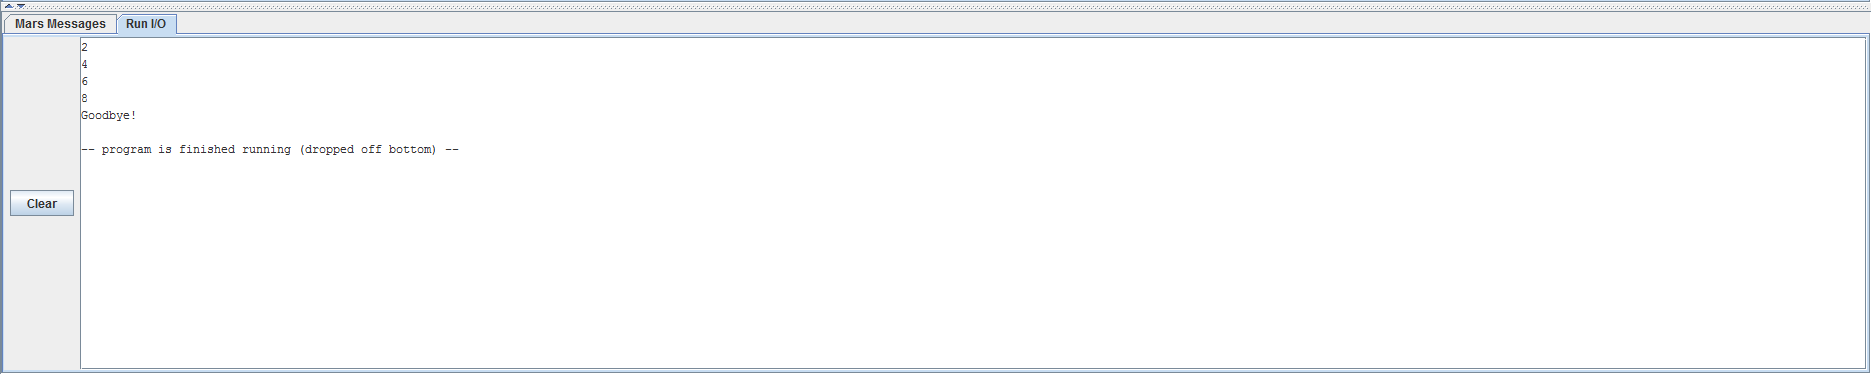 Mars Messages Run I/O
2
4
6
8
Goodbye!
-- program is finished running (dropped off bottom) --
Clear